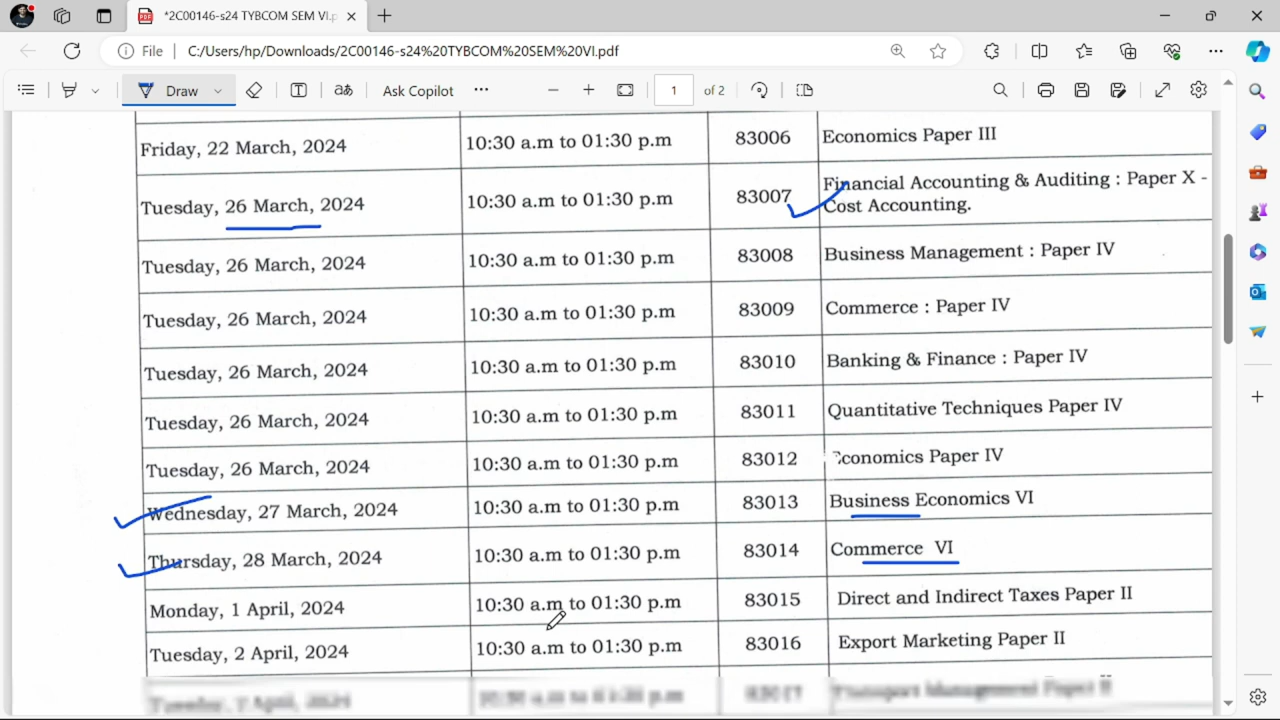 *2C00146-s24 TYBCOM SEM VI.p
File C:/Users/hp/Downloads/2C00146-s24%20TYBCOM%20SEM%20VI.pdf
Draw Ask Copilot 1 of 2
Friday, 22 March, 2024 10:30 a.m to 01:30 p.m 83006 Economics Paper III
Tuesday, 26 March, 2024 10:30 a.m to 01:30 p.m 83007 Financial Accounting & Auditing : Paper X -
Cost Accounting.
Tuesday, 26 March, 2024 10:30 a.m to 01:30 p.m 83008 Business Management : Paper IV
Tuesday, 26 March, 2024 10:30 a.m to 01:30 p.m 83009 Commerce : Paper IV
Tuesday, 26 March, 2024 10:30 a.m to 01:30 p.m 83010 Banking & Finance : Paper IV
Tuesday, 26 March, 2024 10:30 a.m to 01:30 p.m 83011 Quantitative Techniques Paper IV
Tuesday, 26 March, 2024 10:30 a.m to 01:30 p.m 83012 Economics Paper IV
Wednesday, 27 March, 2024 10:30 a.m to 01:30 p.m 83013 Business Economics VI
Thursday, 28 March, 2024 10:30 a.m to 01:30 p.m 83014 Commerce VI
Monday, 1 April, 2024 10:30 a.m to 01:30 p.m 83015 Direct and Indirect Taxes Paper II
Tuesday, 2 April, 2024 10:30 a.m to 01:30 p.m 83016 Export Marketing Paper II